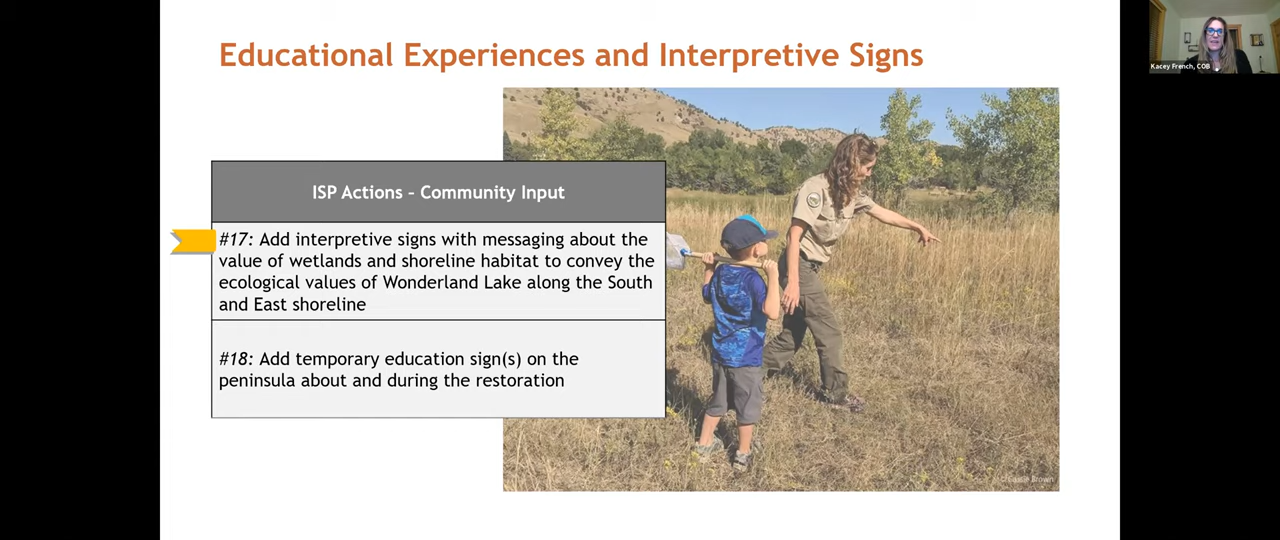 Educational Experiences and Interpretive Signs
Kacey French, COB
ISP Actions – Community Input
#17: Add interpretive signs with messaging about the
value of wetlands and shoreline habitat to convey the
ecological values of Wonderland Lake along the South
and East shoreline
#18: Add temporary education sign(s) on the
peninsula about and during the restoration
Brown